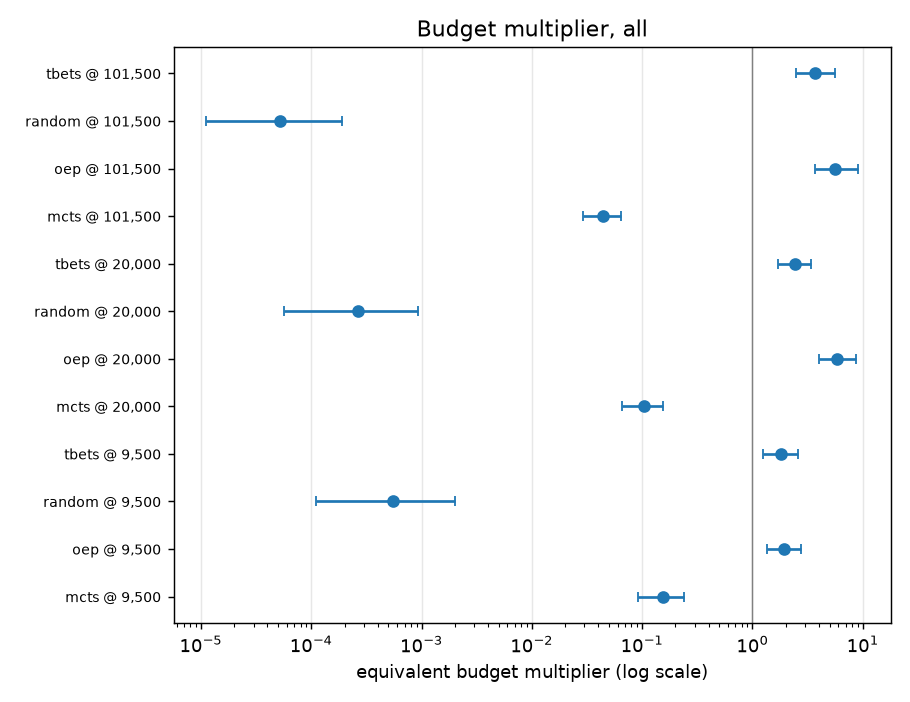 Budget multiplier, all
tbets @ 101,500
random @ 101,500
oep @ 101,500
mcts @ 101,500
tbets @ 20,000
random @ 20,000
oep @ 20,000
mcts @ 20,000
tbets @ 9,500
random @ 9,500
oep @ 9,500
mcts @ 9,500
10⁻⁵ 10⁻⁴ 10⁻³ 10⁻² 10⁻¹ 10⁰ 10¹
equivalent budget multiplier (log scale)